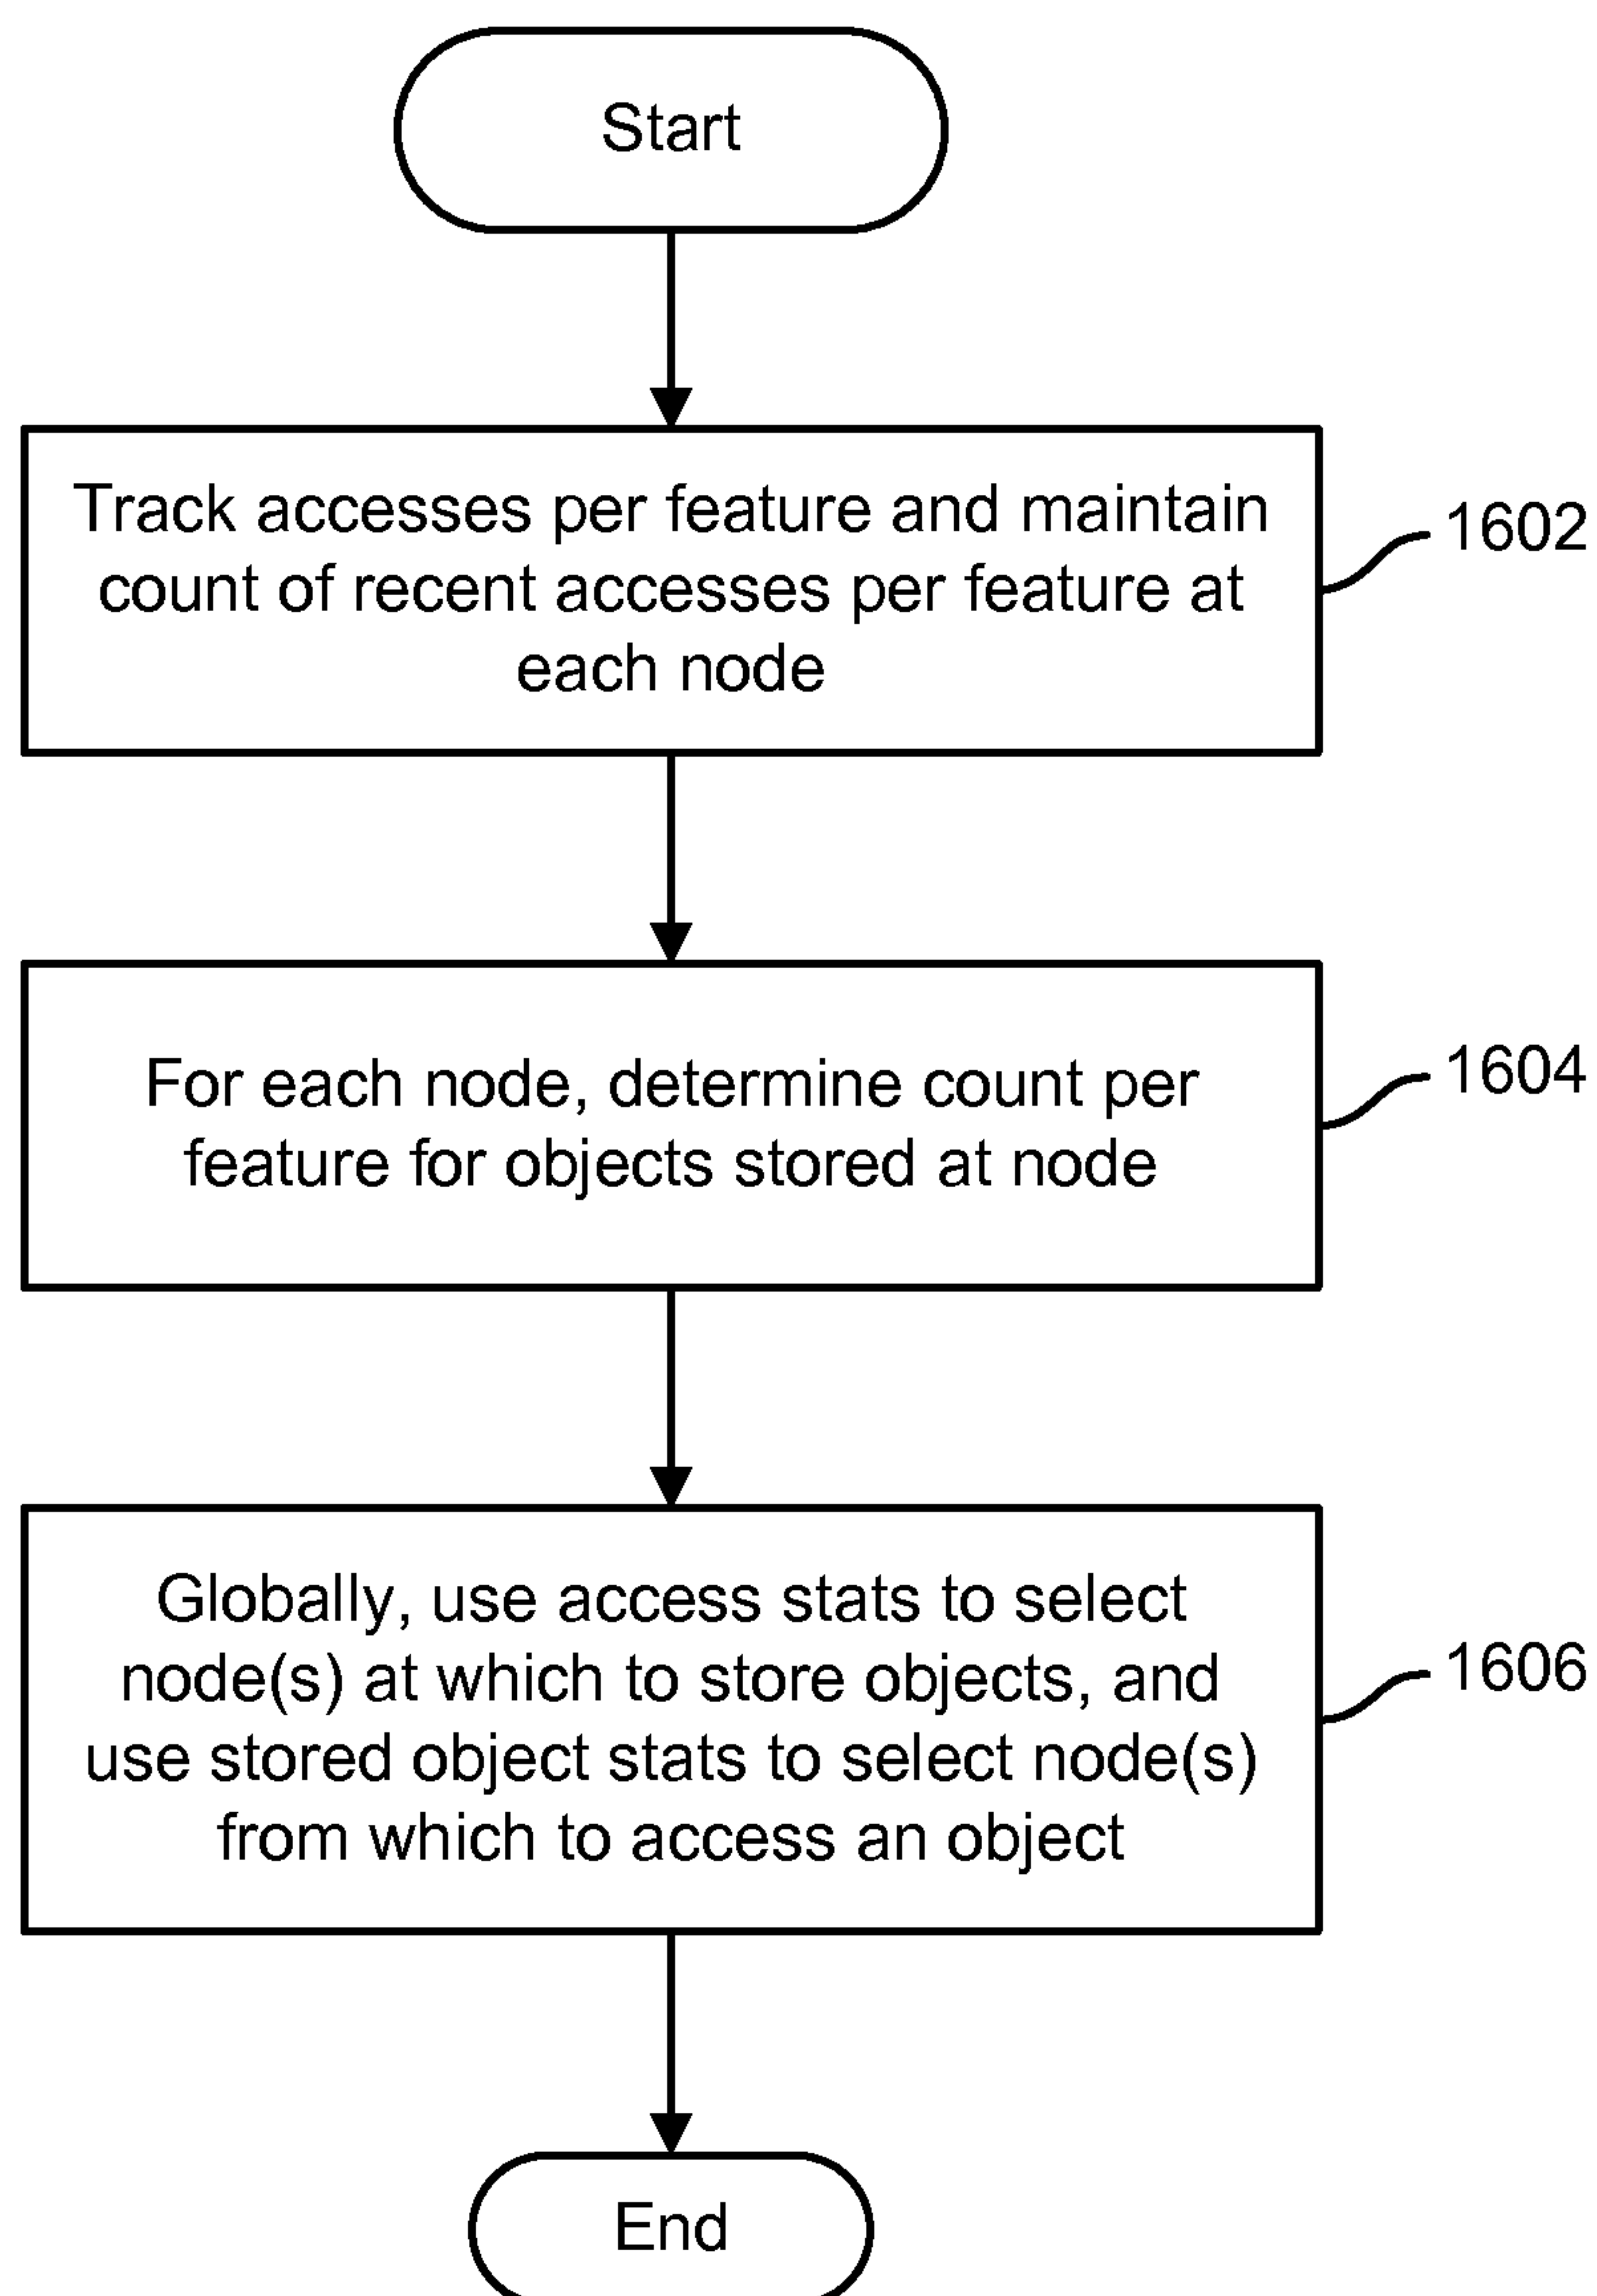 Start
Track accesses per feature and maintain
count of recent accesses per feature at
each node
1602
For each node, determine count per
feature for objects stored at node
1604
Globally, use access stats to select
node(s) at which to store objects, and
use stored object stats to select node(s)
from which to access an object
1606
End